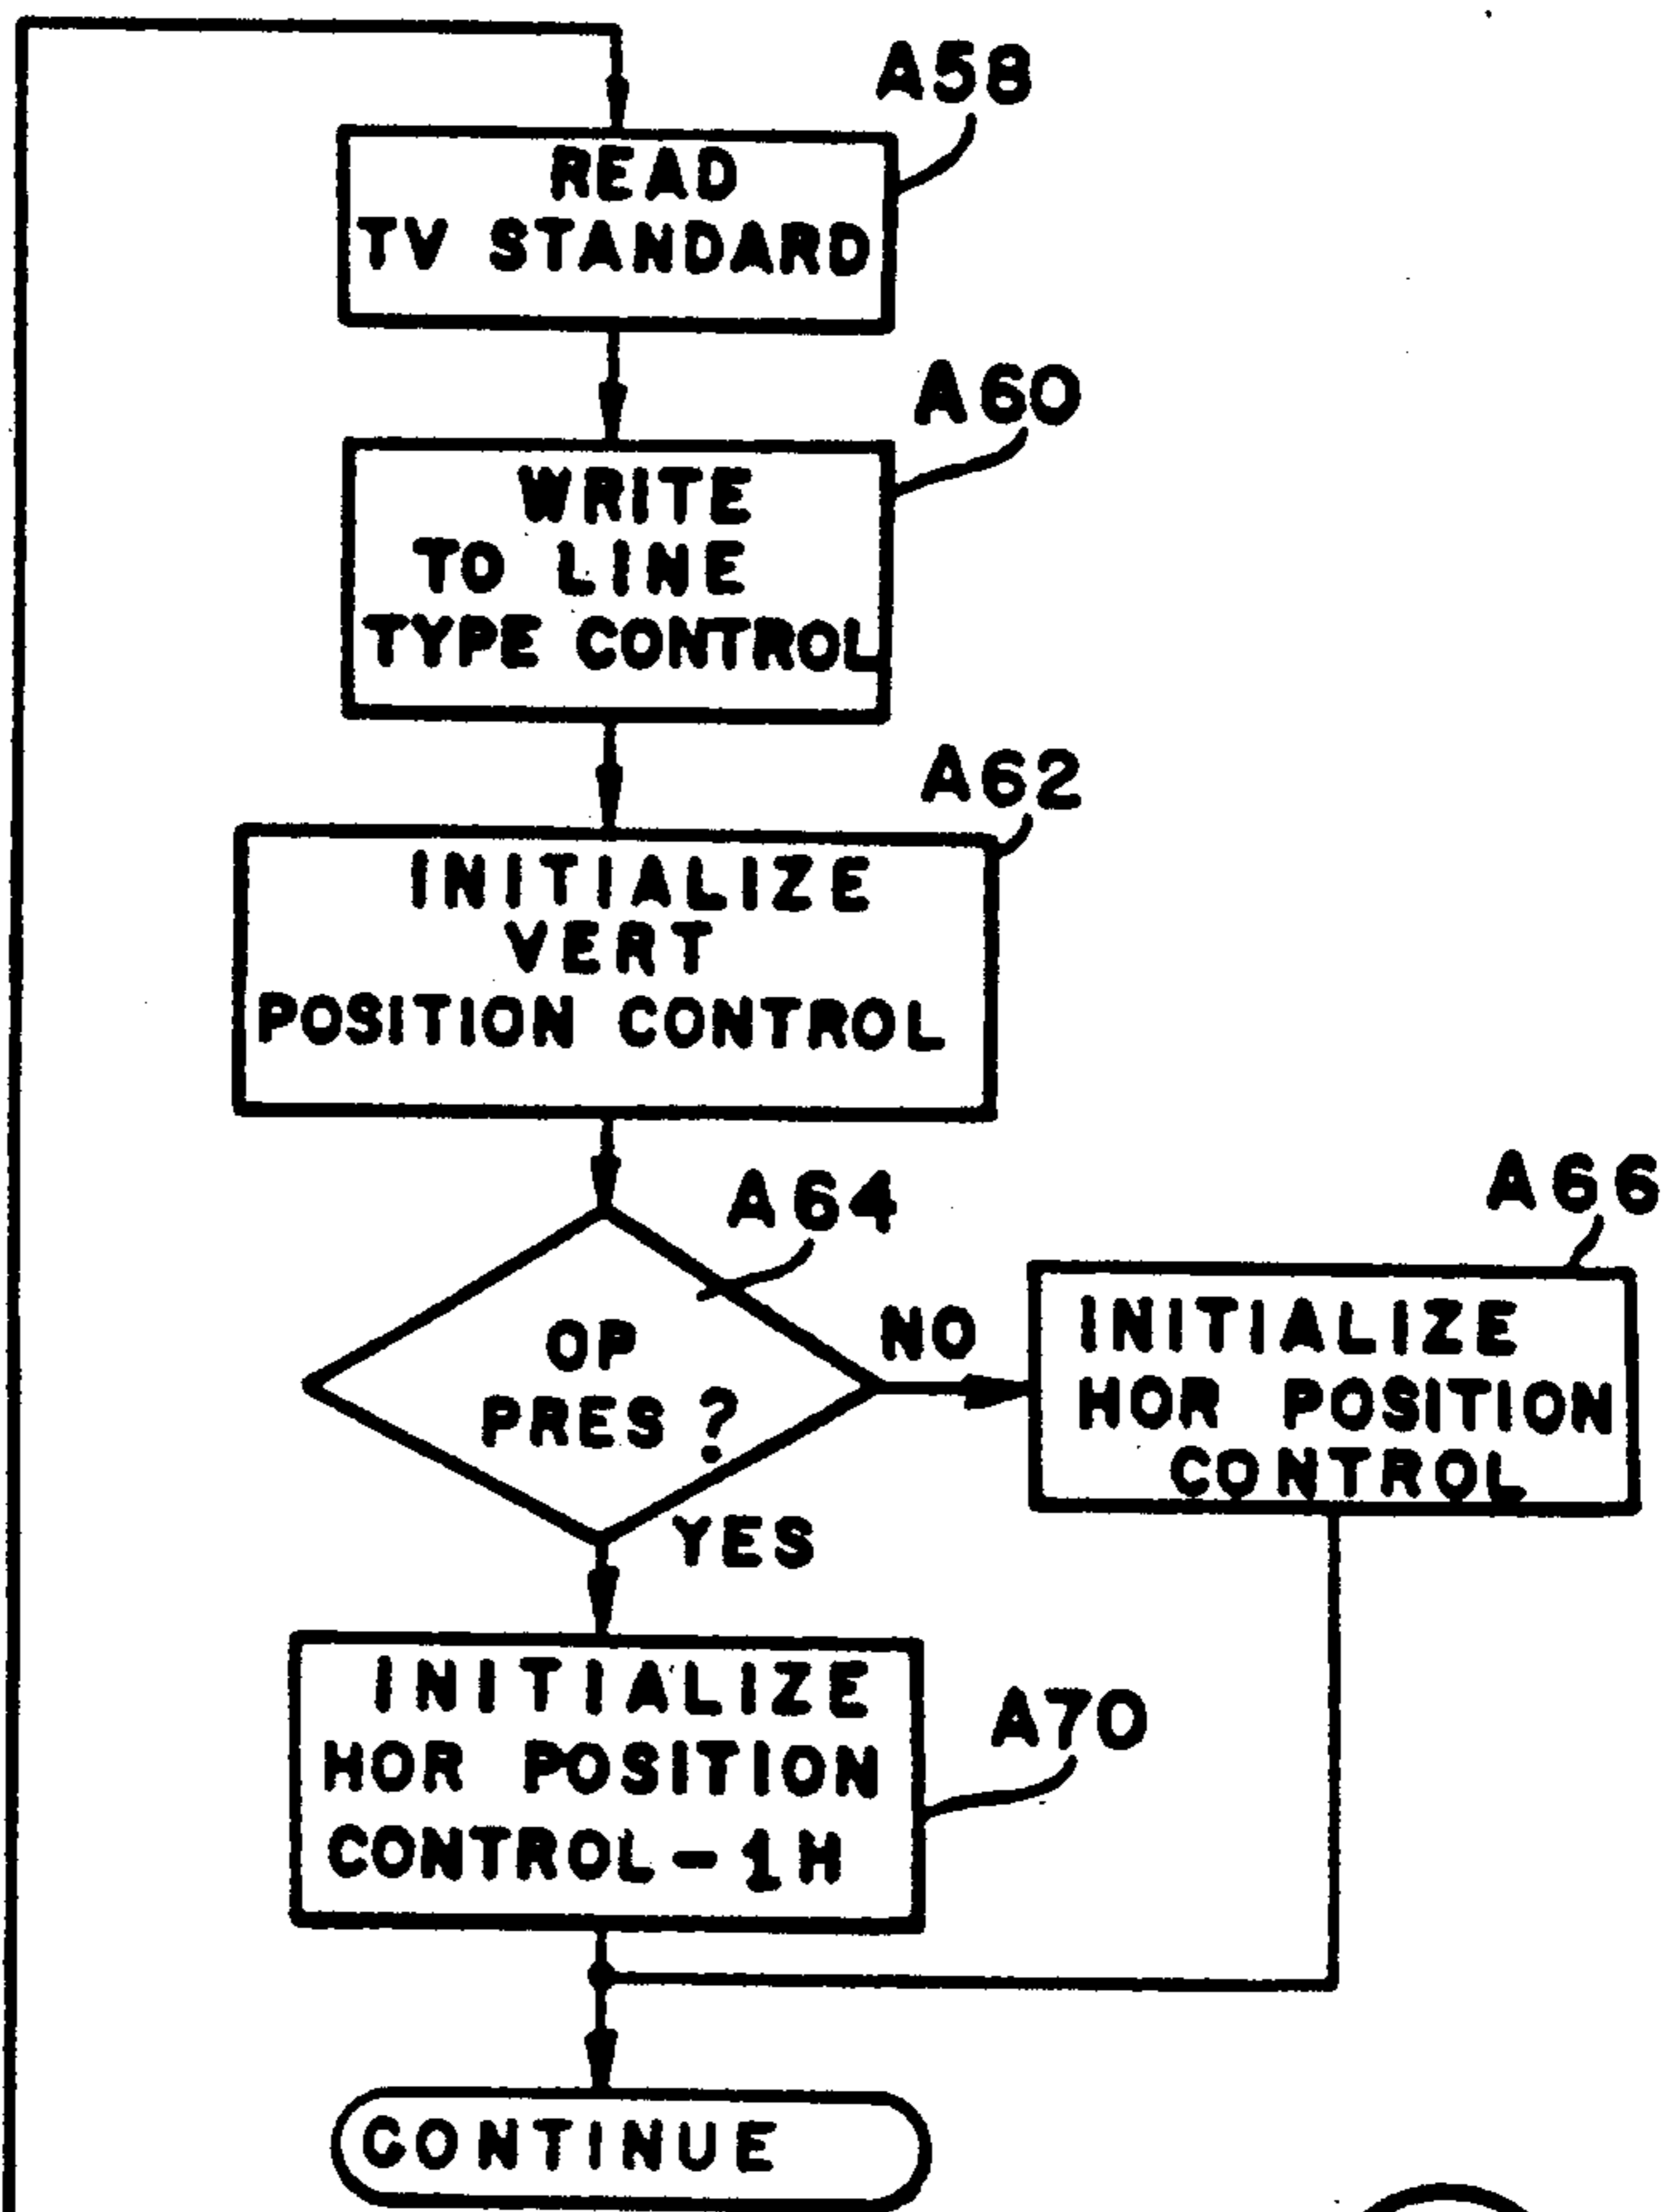 A58
READ
TV STANDARD
A60
WRITE
TO LINE
TYPE CONTROL
A62
INITIALIZE
VERT
POSITION CONTROL
A64
OP
PRES ?
NO
YES
A66
INITIALIZE
HOR POSITION
CONTROL
INITIALIZE
HOR POSITION
CONTROL-1H
A70
CONTINUE